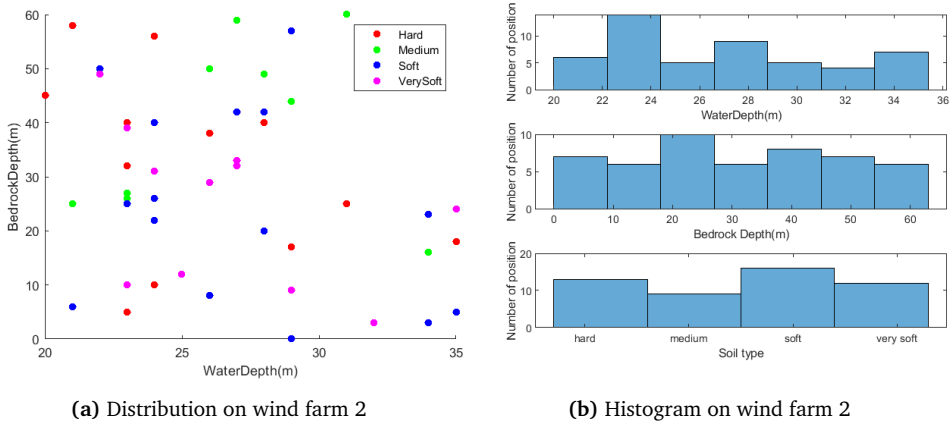 60
50
40
30
20
10
0
BedrockDepth(m)
20 25 30 35
WaterDepth(m)
Hard
Medium
Soft
VerySoft
(a) Distribution on wind farm 2
Number of position
10
5
0
20 22 24 26 28 30 32 34 36
WaterDepth(m)
Number of position
10
5
0
0 10 20 30 40 50 60
Bedrock Depth(m)
Number of position
20
10
0
hard medium soft very soft
Soil type
(b) Histogram on wind farm 2